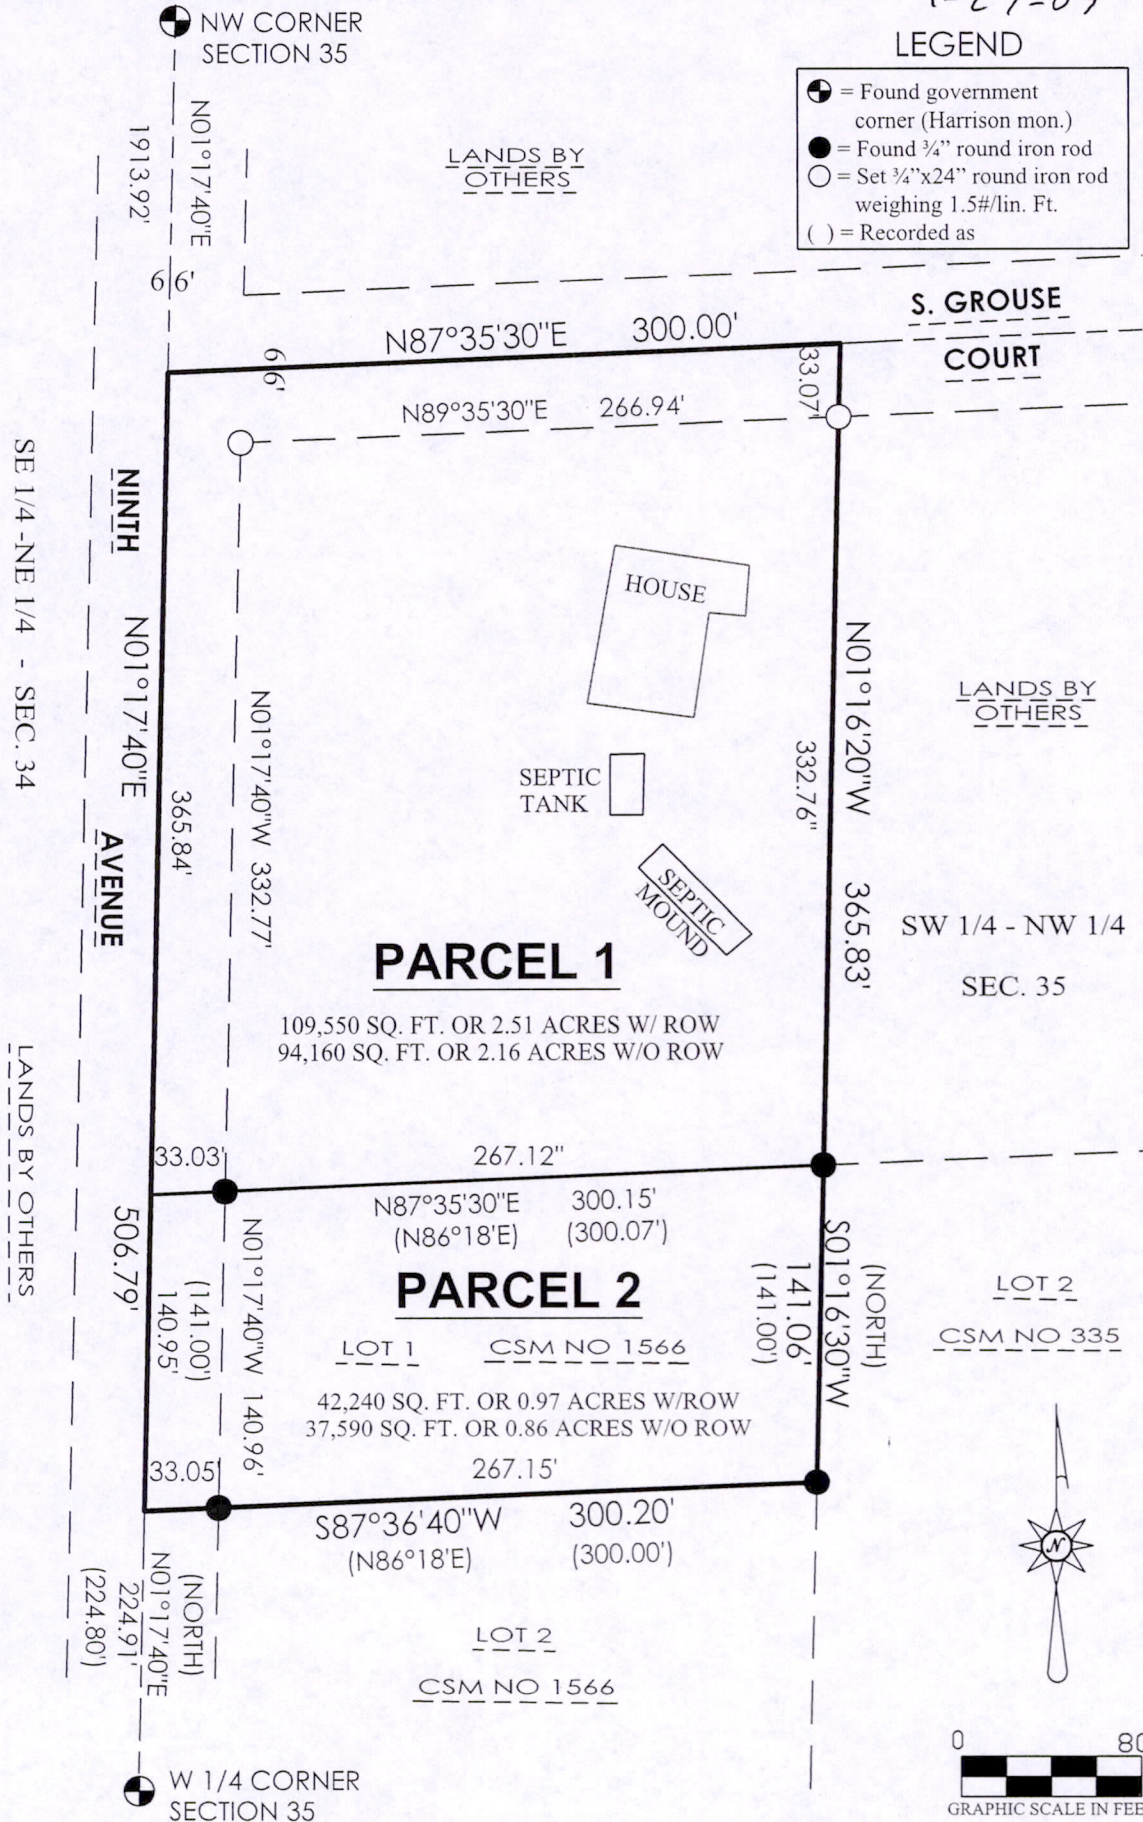 LEGEND
= Found government
corner (Harrison mon.)
= Found ¾" round iron rod
= Set ¾"x24" round iron rod
weighing 1.5#/lin. Ft.
( ) = Recorded as
NW CORNER
SECTION 35
N01°17'40"E
1913.92'
LANDS BY
OTHERS
66'
S. GROUSE
COURT
N87°35'30"E 300.00'
66'
33.07'
N89°35'30"E 266.94'
SE 1/4 -NE 1/4 - SEC. 34
NINTH
AVENUE
N01°17'40"E
365.84'
N01°17'40"W 332.77'
HOUSE
SEPTIC
TANK
SEPTIC
MOUND
332.76"
N01°16'20"W 365.83'
LANDS BY
OTHERS
SW 1/4 - NW 1/4
SEC. 35
PARCEL 1
109,550 SQ. FT. OR 2.51 ACRES W/ ROW
94,160 SQ. FT. OR 2.16 ACRES W/O ROW
LANDS BY OTHERS
33.03'
267.12"
N87°35'30"E 300.15'
(N86°18'E) (300.07')
506.79'
(141.00')
140.95'
N01°17'40"W 140.96'
PARCEL 2
LOT 1 CSM NO 1566
42,240 SQ. FT. OR 0.97 ACRES W/ROW
37,590 SQ. FT. OR 0.86 ACRES W/O ROW
(NORTH)
S01°16'30"W
141.06'
(141.00')
LOT 2
CSM NO 335
33.05'
267.15'
S87°36'40"W 300.20'
(N86°18'E) (300.00')
(NORTH)
N01°17'40"E
224.91'
(224.80')
LOT 2
CSM NO 1566
N
W 1/4 CORNER
SECTION 35
0 80
GRAPHIC SCALE IN FEE